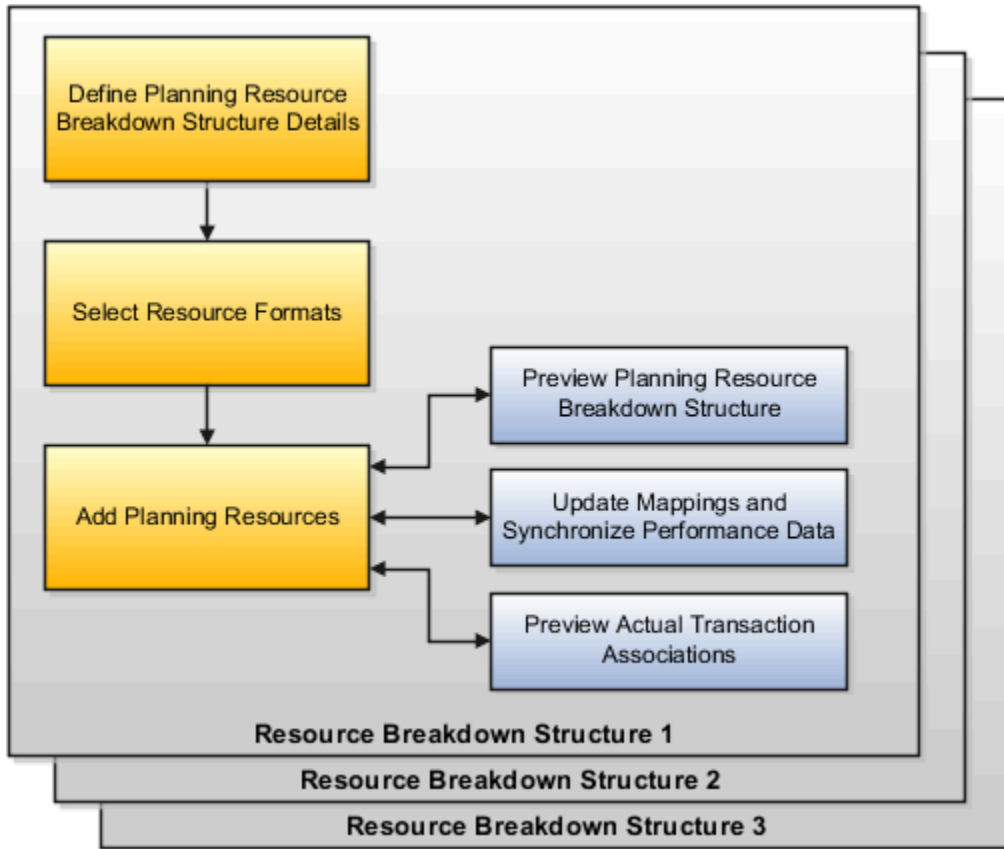 Define Planning Resource
Breakdown Structure Details
Select Resource Formats
Add Planning Resources
Preview Planning Resource
Breakdown Structure
Update Mappings and
Synchronize Performance Data
Preview Actual Transaction
Associations
Resource Breakdown Structure 1
Resource Breakdown Structure 2
Resource Breakdown Structure 3